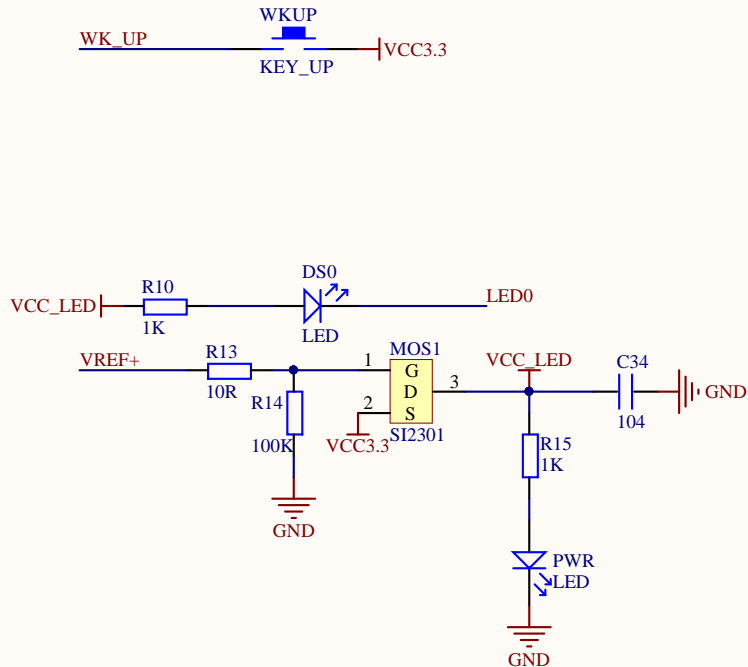 WKUP
WK_UP
VCC3.3
KEY_UP
DS0
R10
VCC_LED
LED0
1K
LED
MOS1
R13
VREF+
1
G
VCC_LED
C34
10R
R14
D
3
GND
2
S
104
100K
VCC3.3
SI2301
R15
1K
GND
PWR
LED
GND